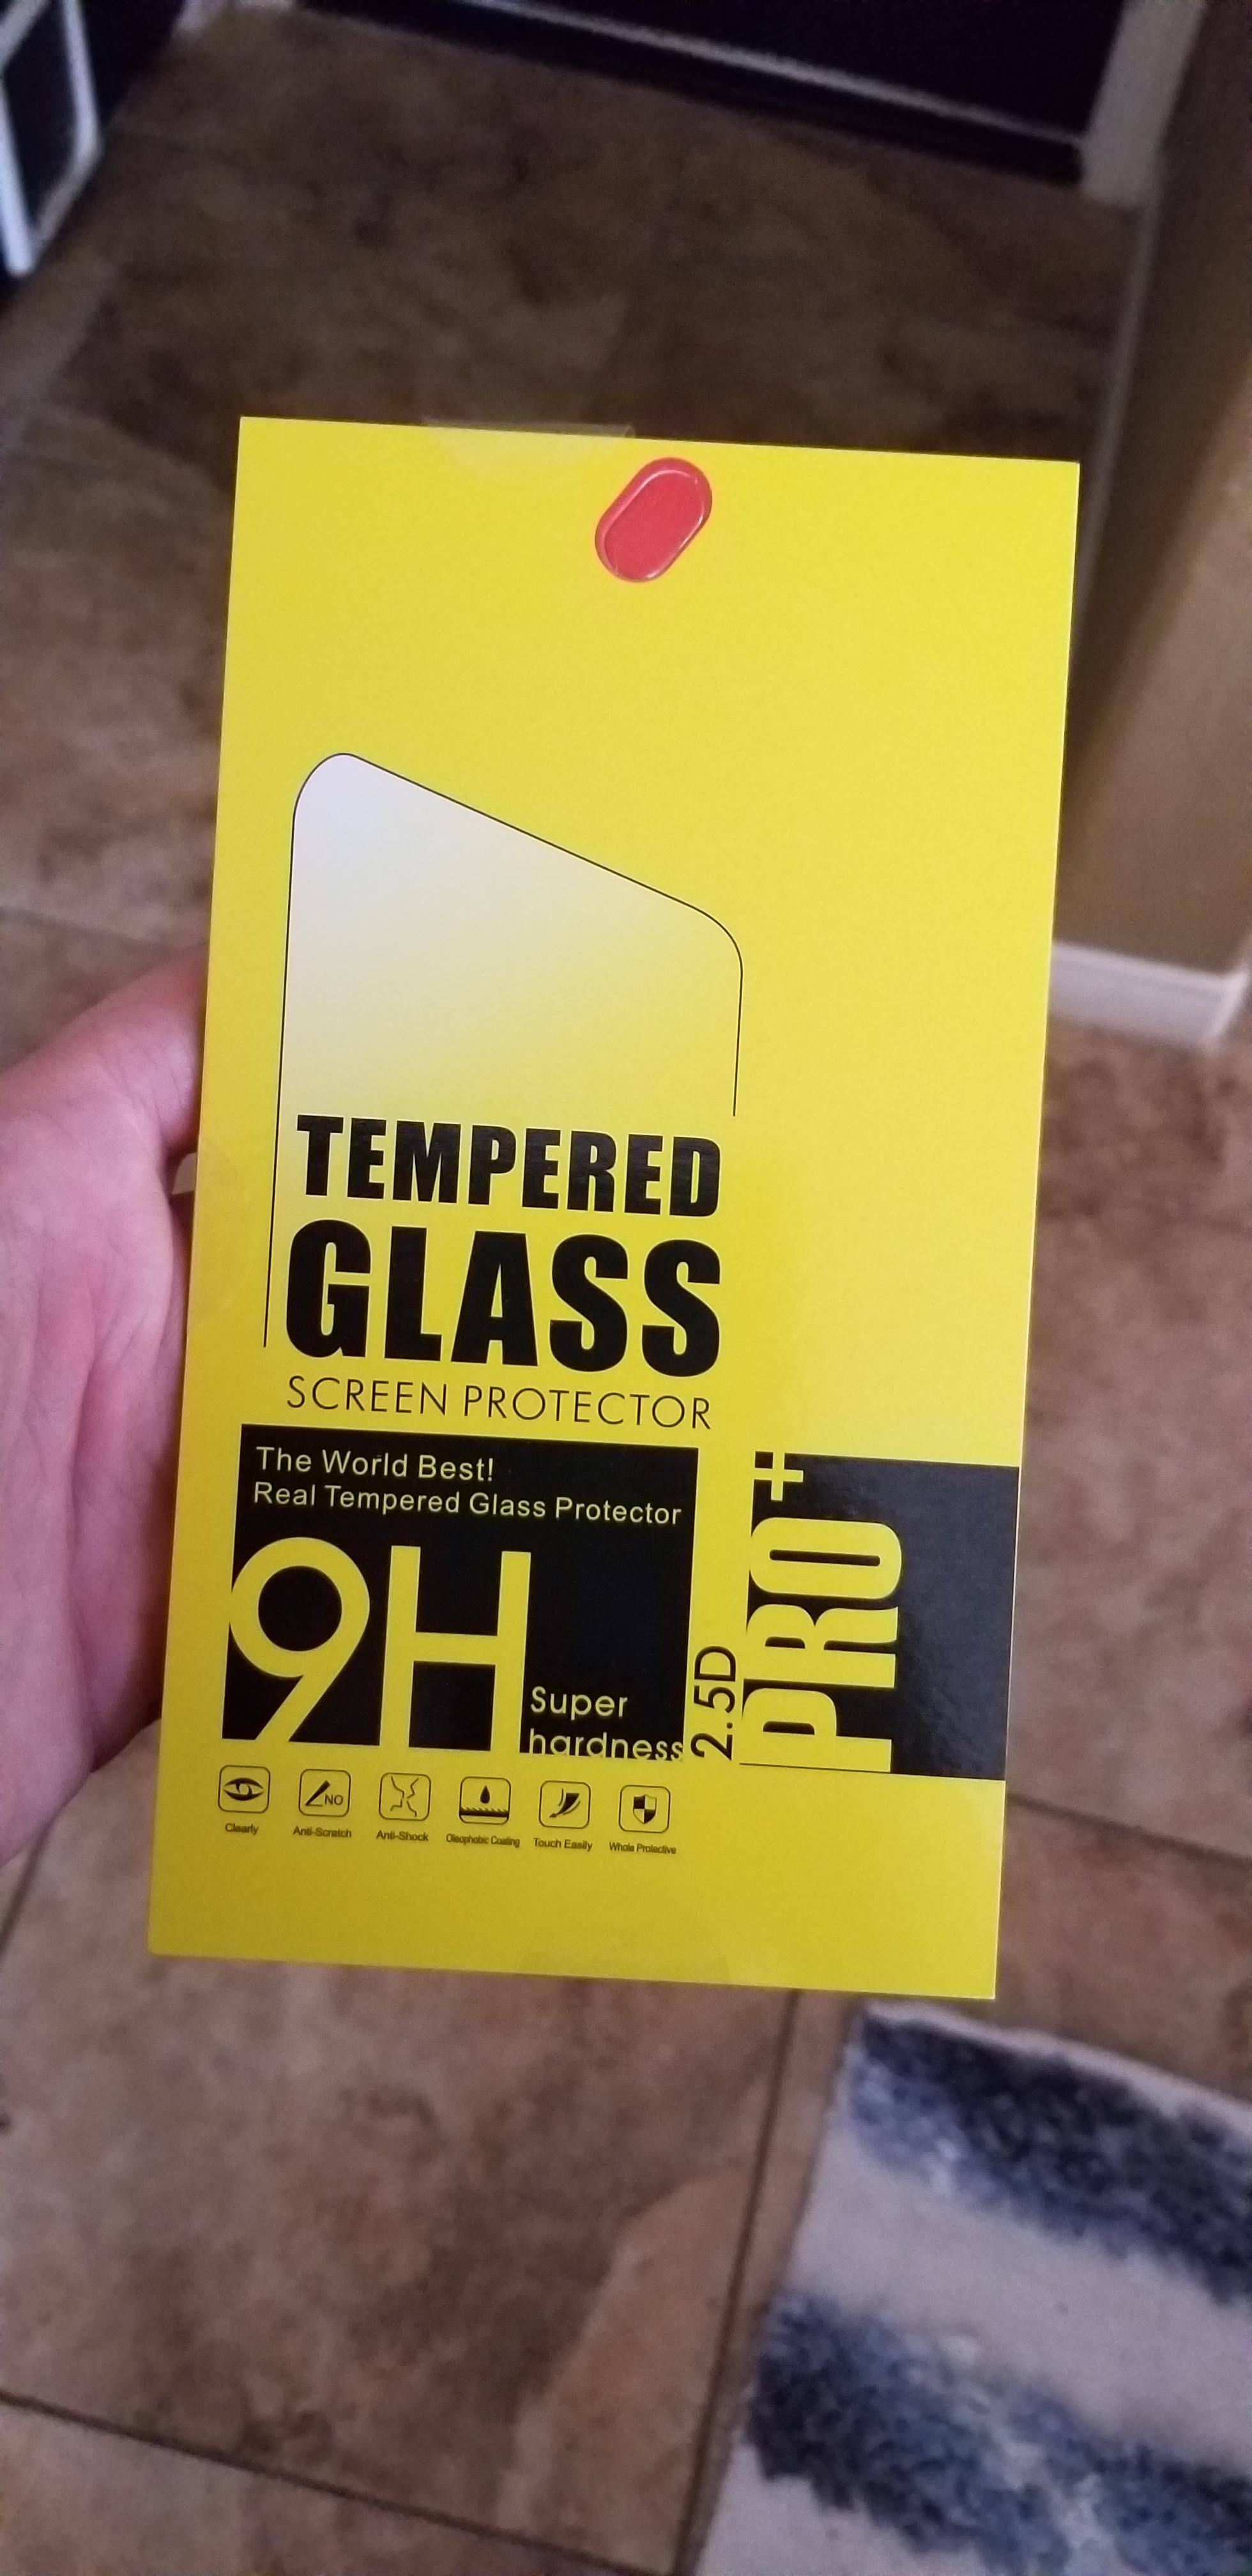 TEMPERED
GLASS
SCREEN PROTECTOR
The World Best!
Real Tempered Glass Protector
9H
Super
hardness
2.5D
PRO+
NO
Clearly
Anti-Scratch
Anti-Shock
Oleophobic Coating
Touch Easily
Whole Protective